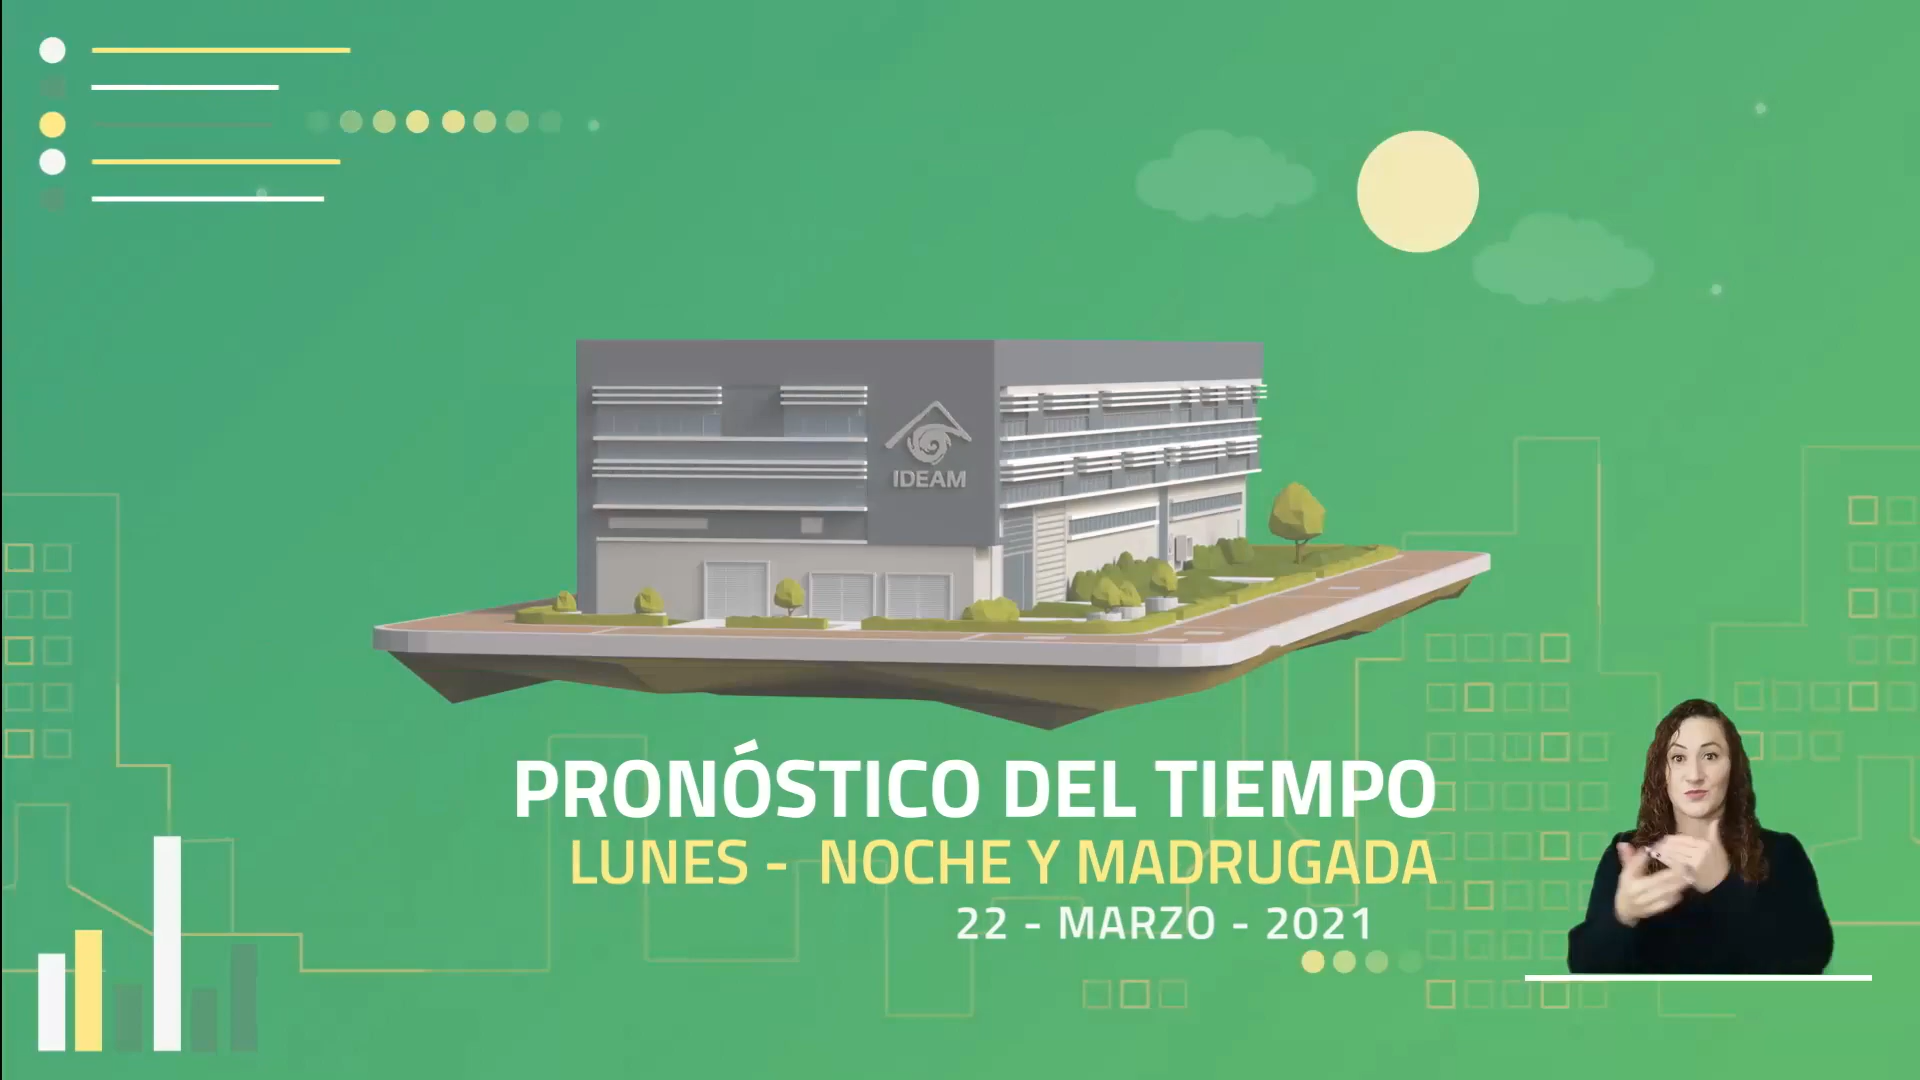 IDEAM
PRONÓSTICO DEL TIEMPO
LUNES - NOCHE Y MADRUGADA
22 - MARZO - 2021